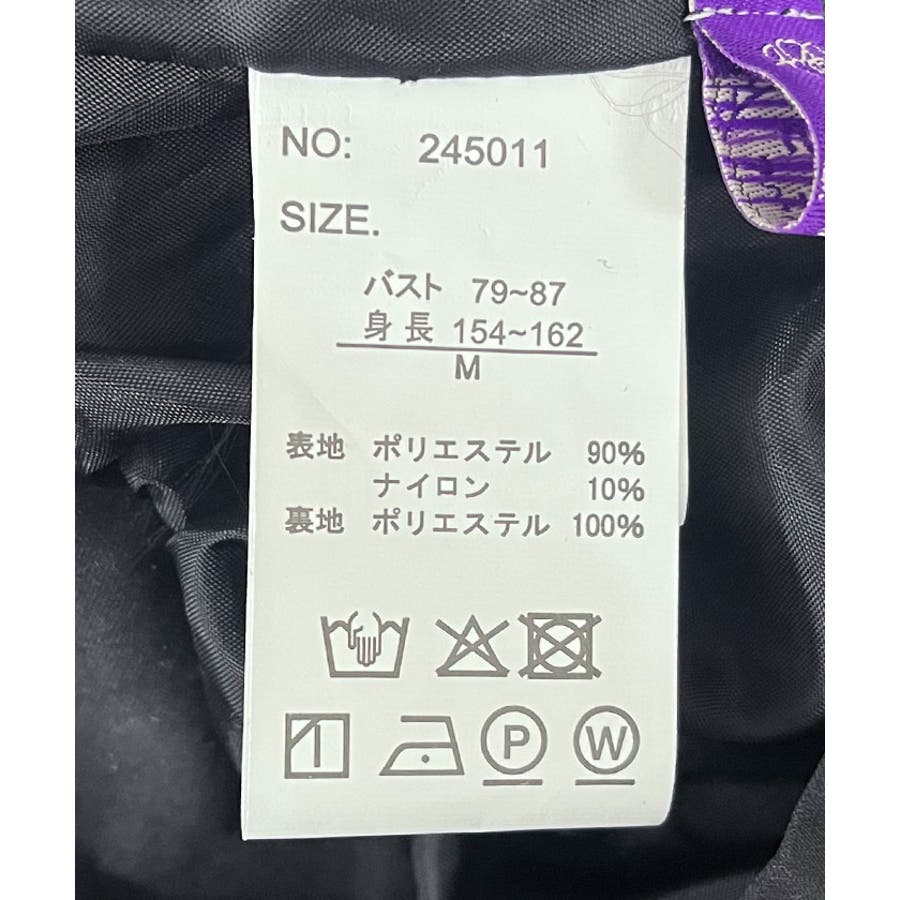 NO: 245011
SIZE.
バスト 79~87
身長 154~162
M
表地 ポリエステル 90%
ナイロン 10%
裏地 ポリエステル 100%
P W